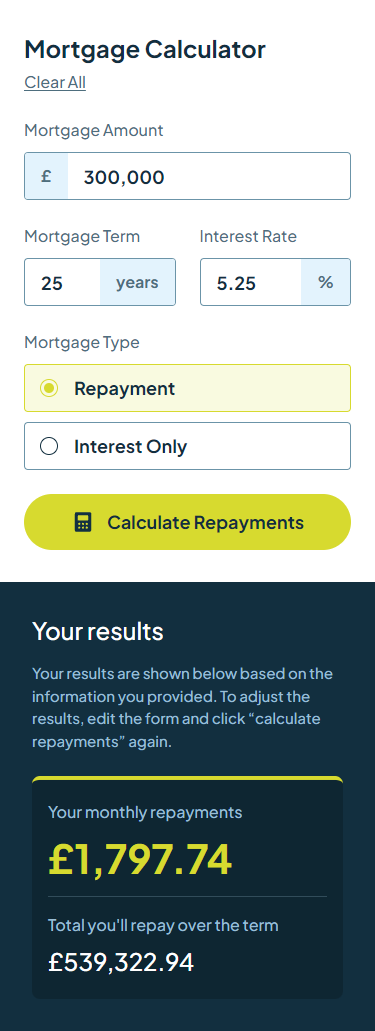 Mortgage Calculator
Clear All
Mortgage Amount
£ 300,000
Mortgage Term Interest Rate
25 years 5.25 %
Mortgage Type
Repayment
Interest Only
Calculate Repayments
Your results
Your results are shown below based on the
information you provided. To adjust the
results, edit the form and click “calculate
repayments” again.
Your monthly repayments
£1,797.74
Total you'll repay over the term
£539,322.94